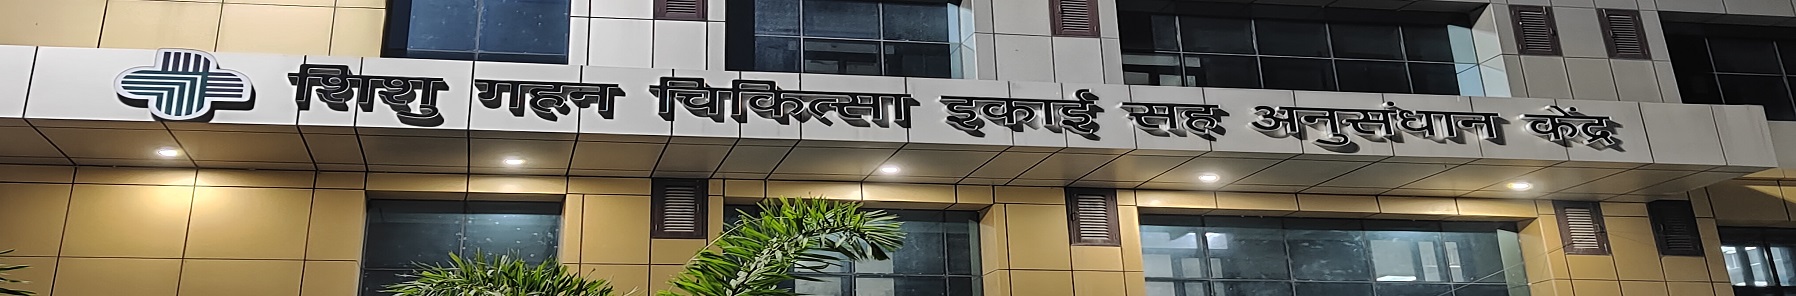 शिशु गहन चिकित्सा इकाई सह अनुसंधान केंद्र